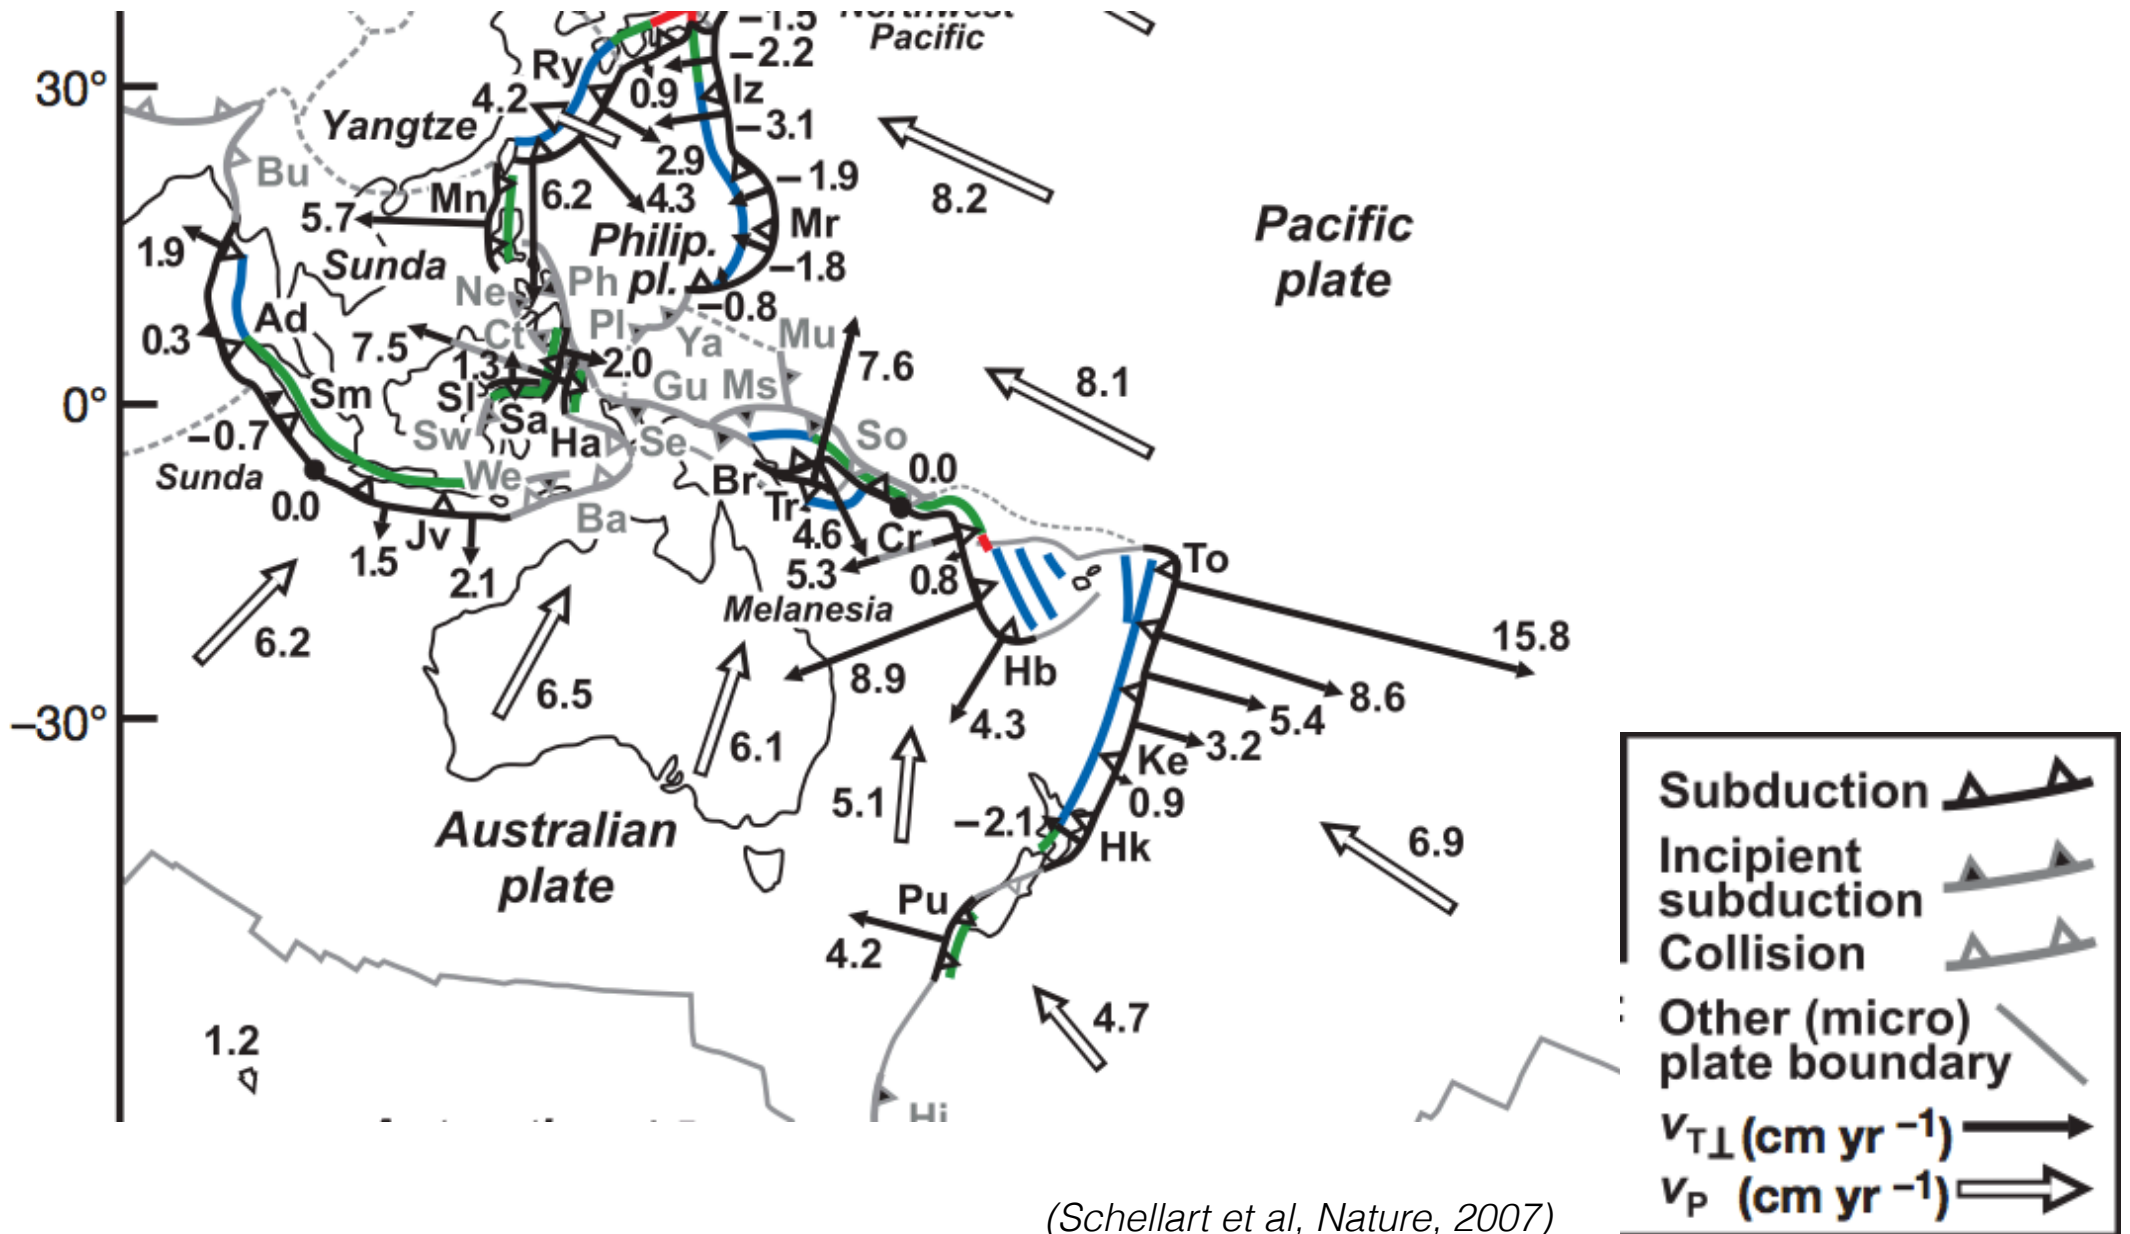 −1.5
Northwest
Pacific
−2.2
Ry
30°
0.9
Iz
4.2
Yangtze
−3.1
2.9
Bu
−1.9
8.2
Mn
6.2
4.3
5.7
Mr
Pacific
plate
1.9
Sunda
Philip.
pl.
−1.8
Ne
Ph
−0.8
Ad
0.3
7.5
Ct
Pl
Ya
Mu
1.3
2.0
7.6
8.1
Sm
Sl
Sa
Gu
Ms
0°
−0.7
Sw
Ha
Se
So
Sunda
We
Br
0.0
0.0
Tr
Ba
Jv
4.6
Cr
1.5
5.3
0.8
To
2.1
Melanesia
6.2
15.8
6.5
8.9
Hb
8.6
−30°
6.1
4.3
5.4
3.2
Ke
5.1
0.9
−2.1
Hk
6.9
Australian
plate
Pu
4.2
4.7
1.2
Hi
Subduction
Incipient
subduction
Collision
Other (micro)
plate boundary
vT⊥ (cm yr −1)
vP (cm yr −1)
(Schellart et al, Nature, 2007)